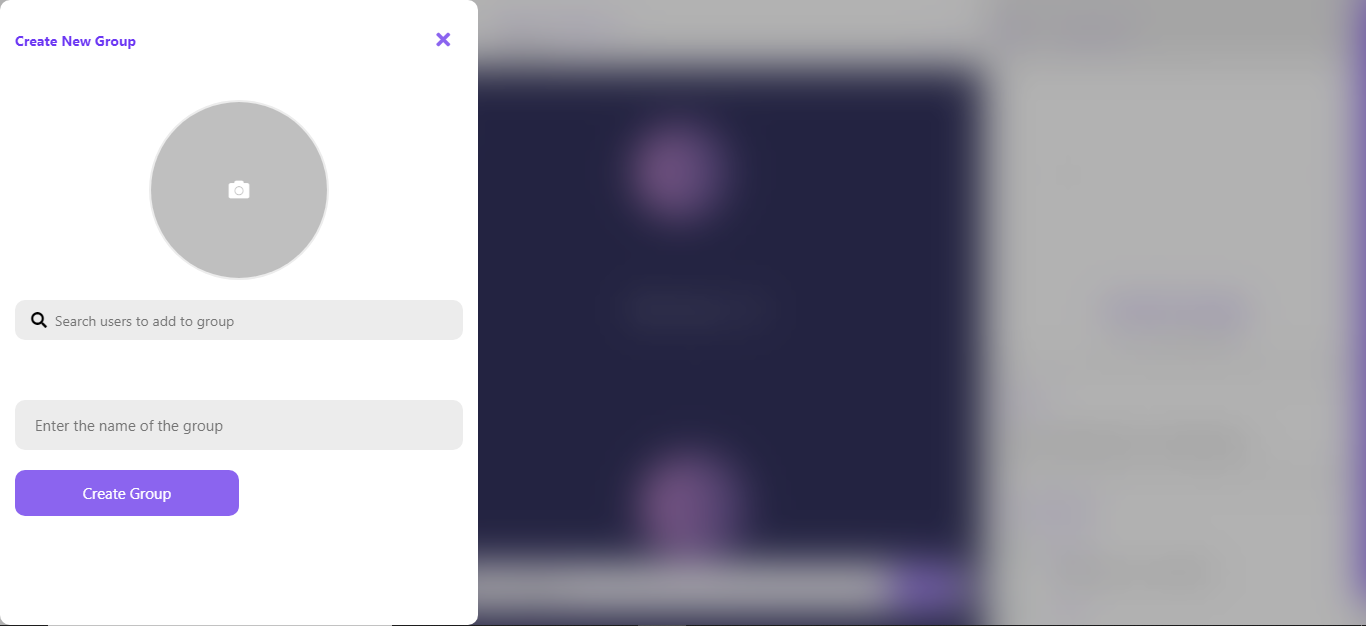 Create New Group
Search users to add to group
Enter the name of the group
Create Group